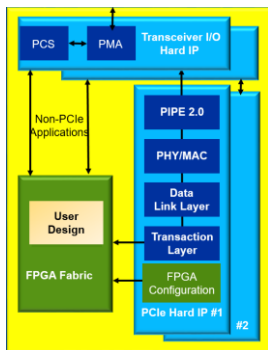 PCS
PMA
Transceiver I/O
Hard IP
Non-PCIe
Applications
PIPE 2.0
PHY/MAC
Data
Link Layer
Transaction
Layer
User
Design
FPGA Fabric
FPGA
Configuration
PCIe Hard IP #1
#2